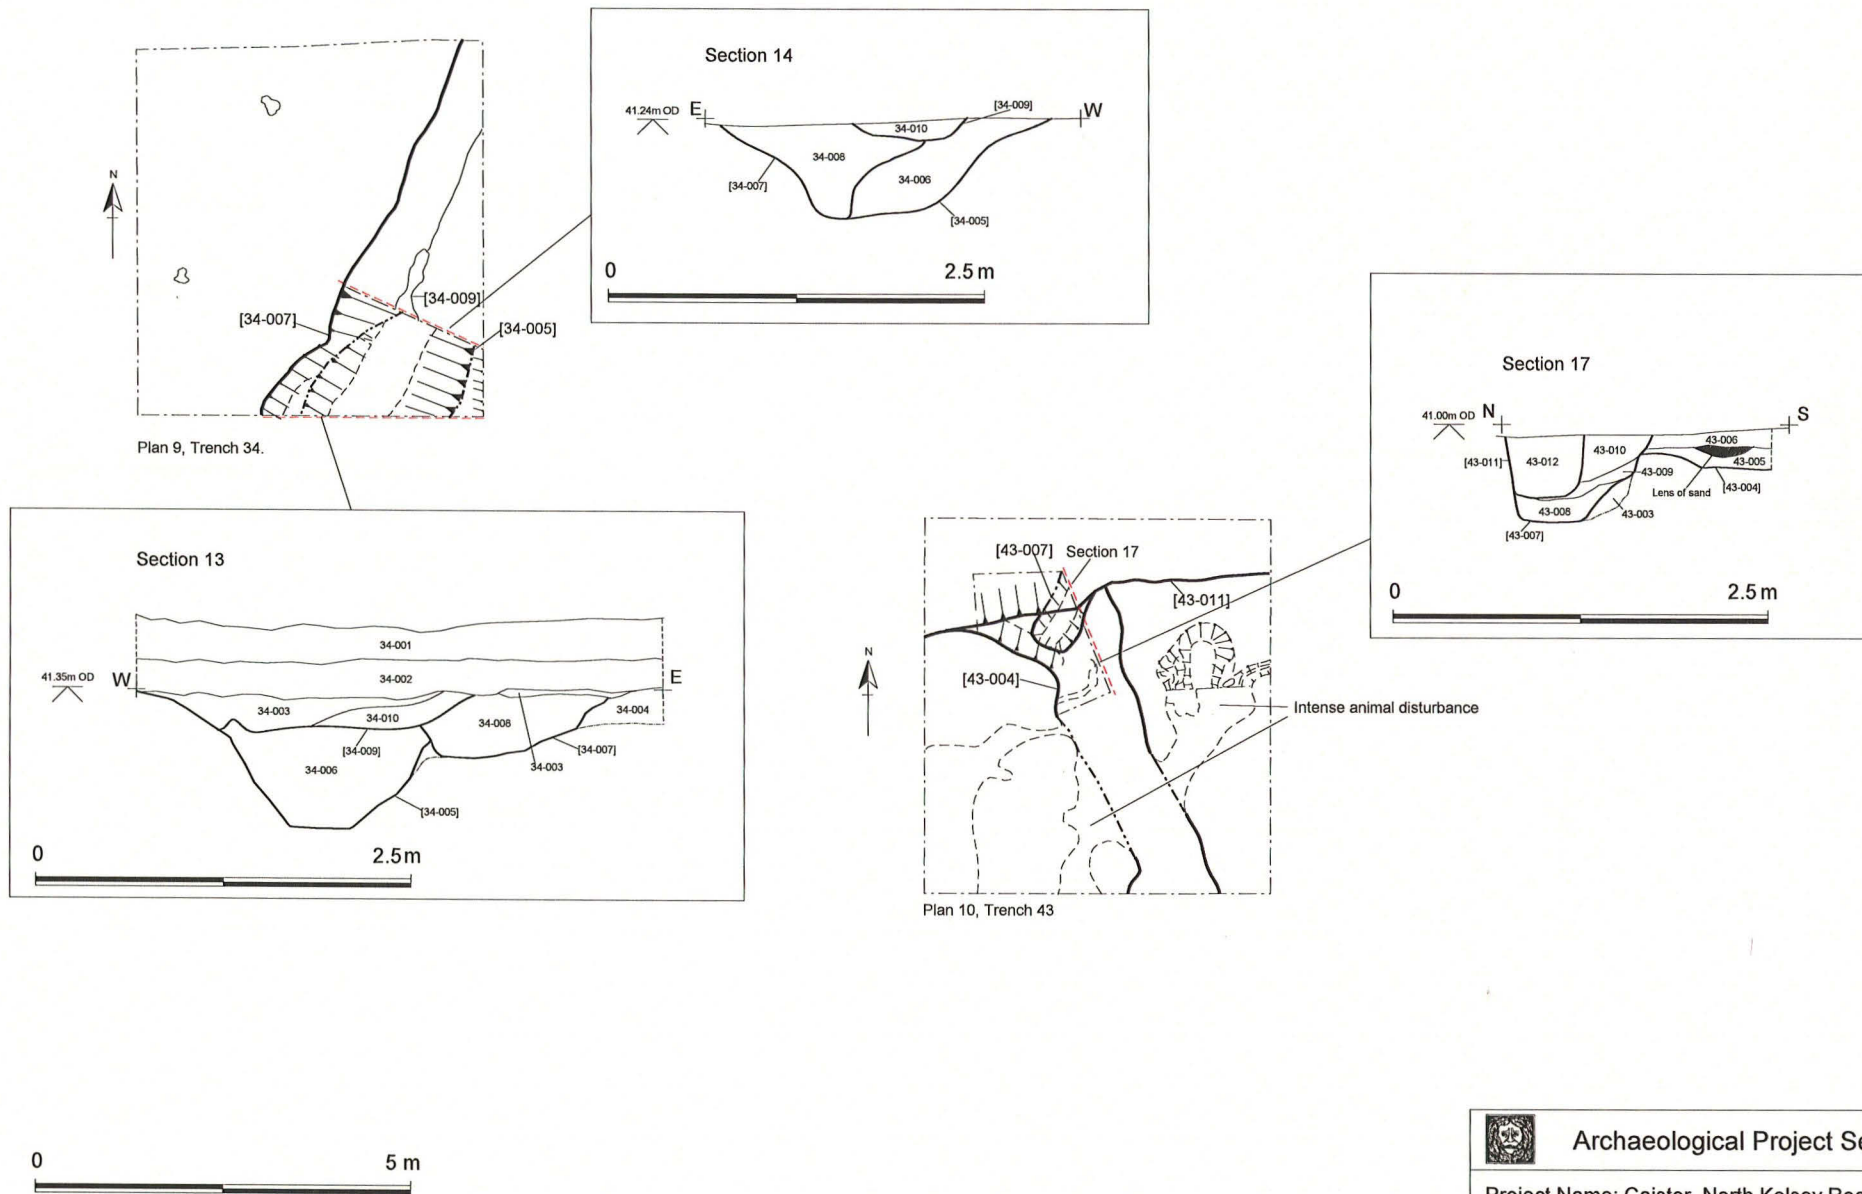 Section 14
41.24m OD
E
[34-009]
W
34-010
34-008
[34-007]
34-006
[34-005]
0
2.5m
N
[34-009]
[34-007]
[34-005]
Plan 9, Trench 34.
Section 17
41.00m OD
N
S
43-006
43-010
[43-011]
43-012
43-005
43-009
Lens of sand
[43-004]
43-008
43-003
[43-007]
0
2.5m
Section 13
34-001
41.35m OD
W
E
34-002
34-003
34-010
34-008
34-004
[34-009]
[34-007]
34-006
34-003
[34-005]
0
2.5m
[43-007]
Section 17
[43-011]
N
[43-004]
Intense animal disturbance
Plan 10, Trench 43
0
5 m
Archaeological Project Se